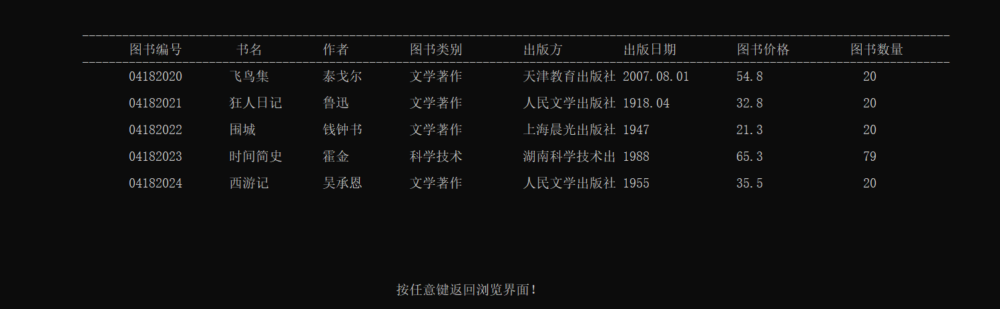 图书编号 书名 作者 图书类别 出版方 出版日期 图书价格 图书数量
04182020 飞鸟集 泰戈尔 文学著作 天津教育出版社 2007.08.01 54.8 20
04182021 狂人日记 鲁迅 文学著作 人民文学出版社 1918.04 32.8 20
04182022 围城 钱钟书 文学著作 上海晨光出版社 1947 21.3 20
04182023 时间简史 霍金 科学技术 湖南科学技术出 1988 65.3 79
04182024 西游记 吴承恩 文学著作 人民文学出版社 1955 35.5 20
按任意键返回浏览界面!